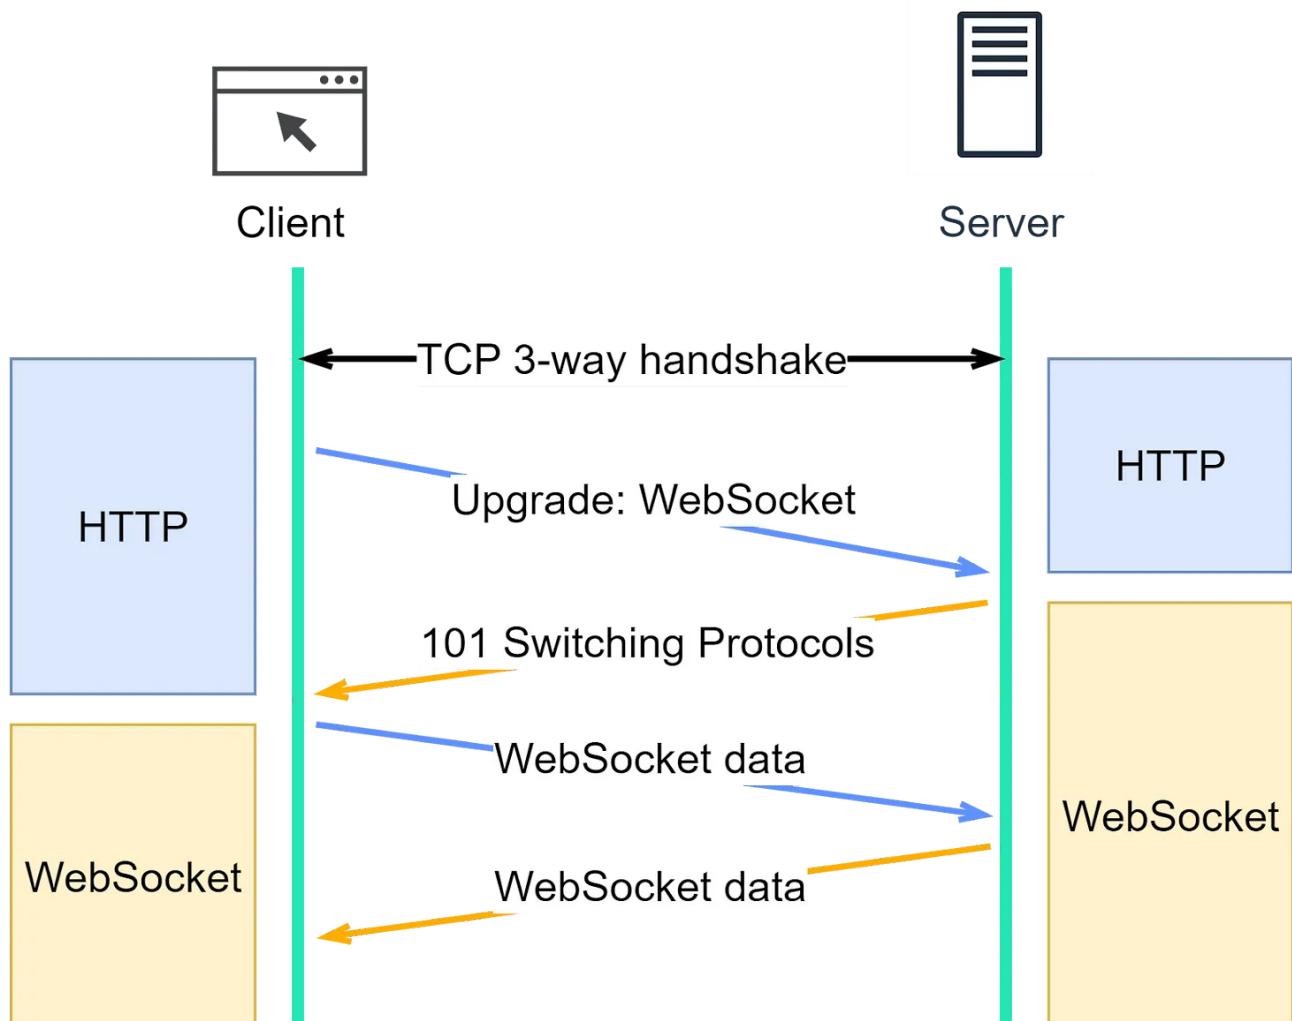 Client
Server
TCP 3-way handshake
HTTP
HTTP
Upgrade: WebSocket
101 Switching Protocols
WebSocket data
WebSocket
WebSocket
WebSocket data